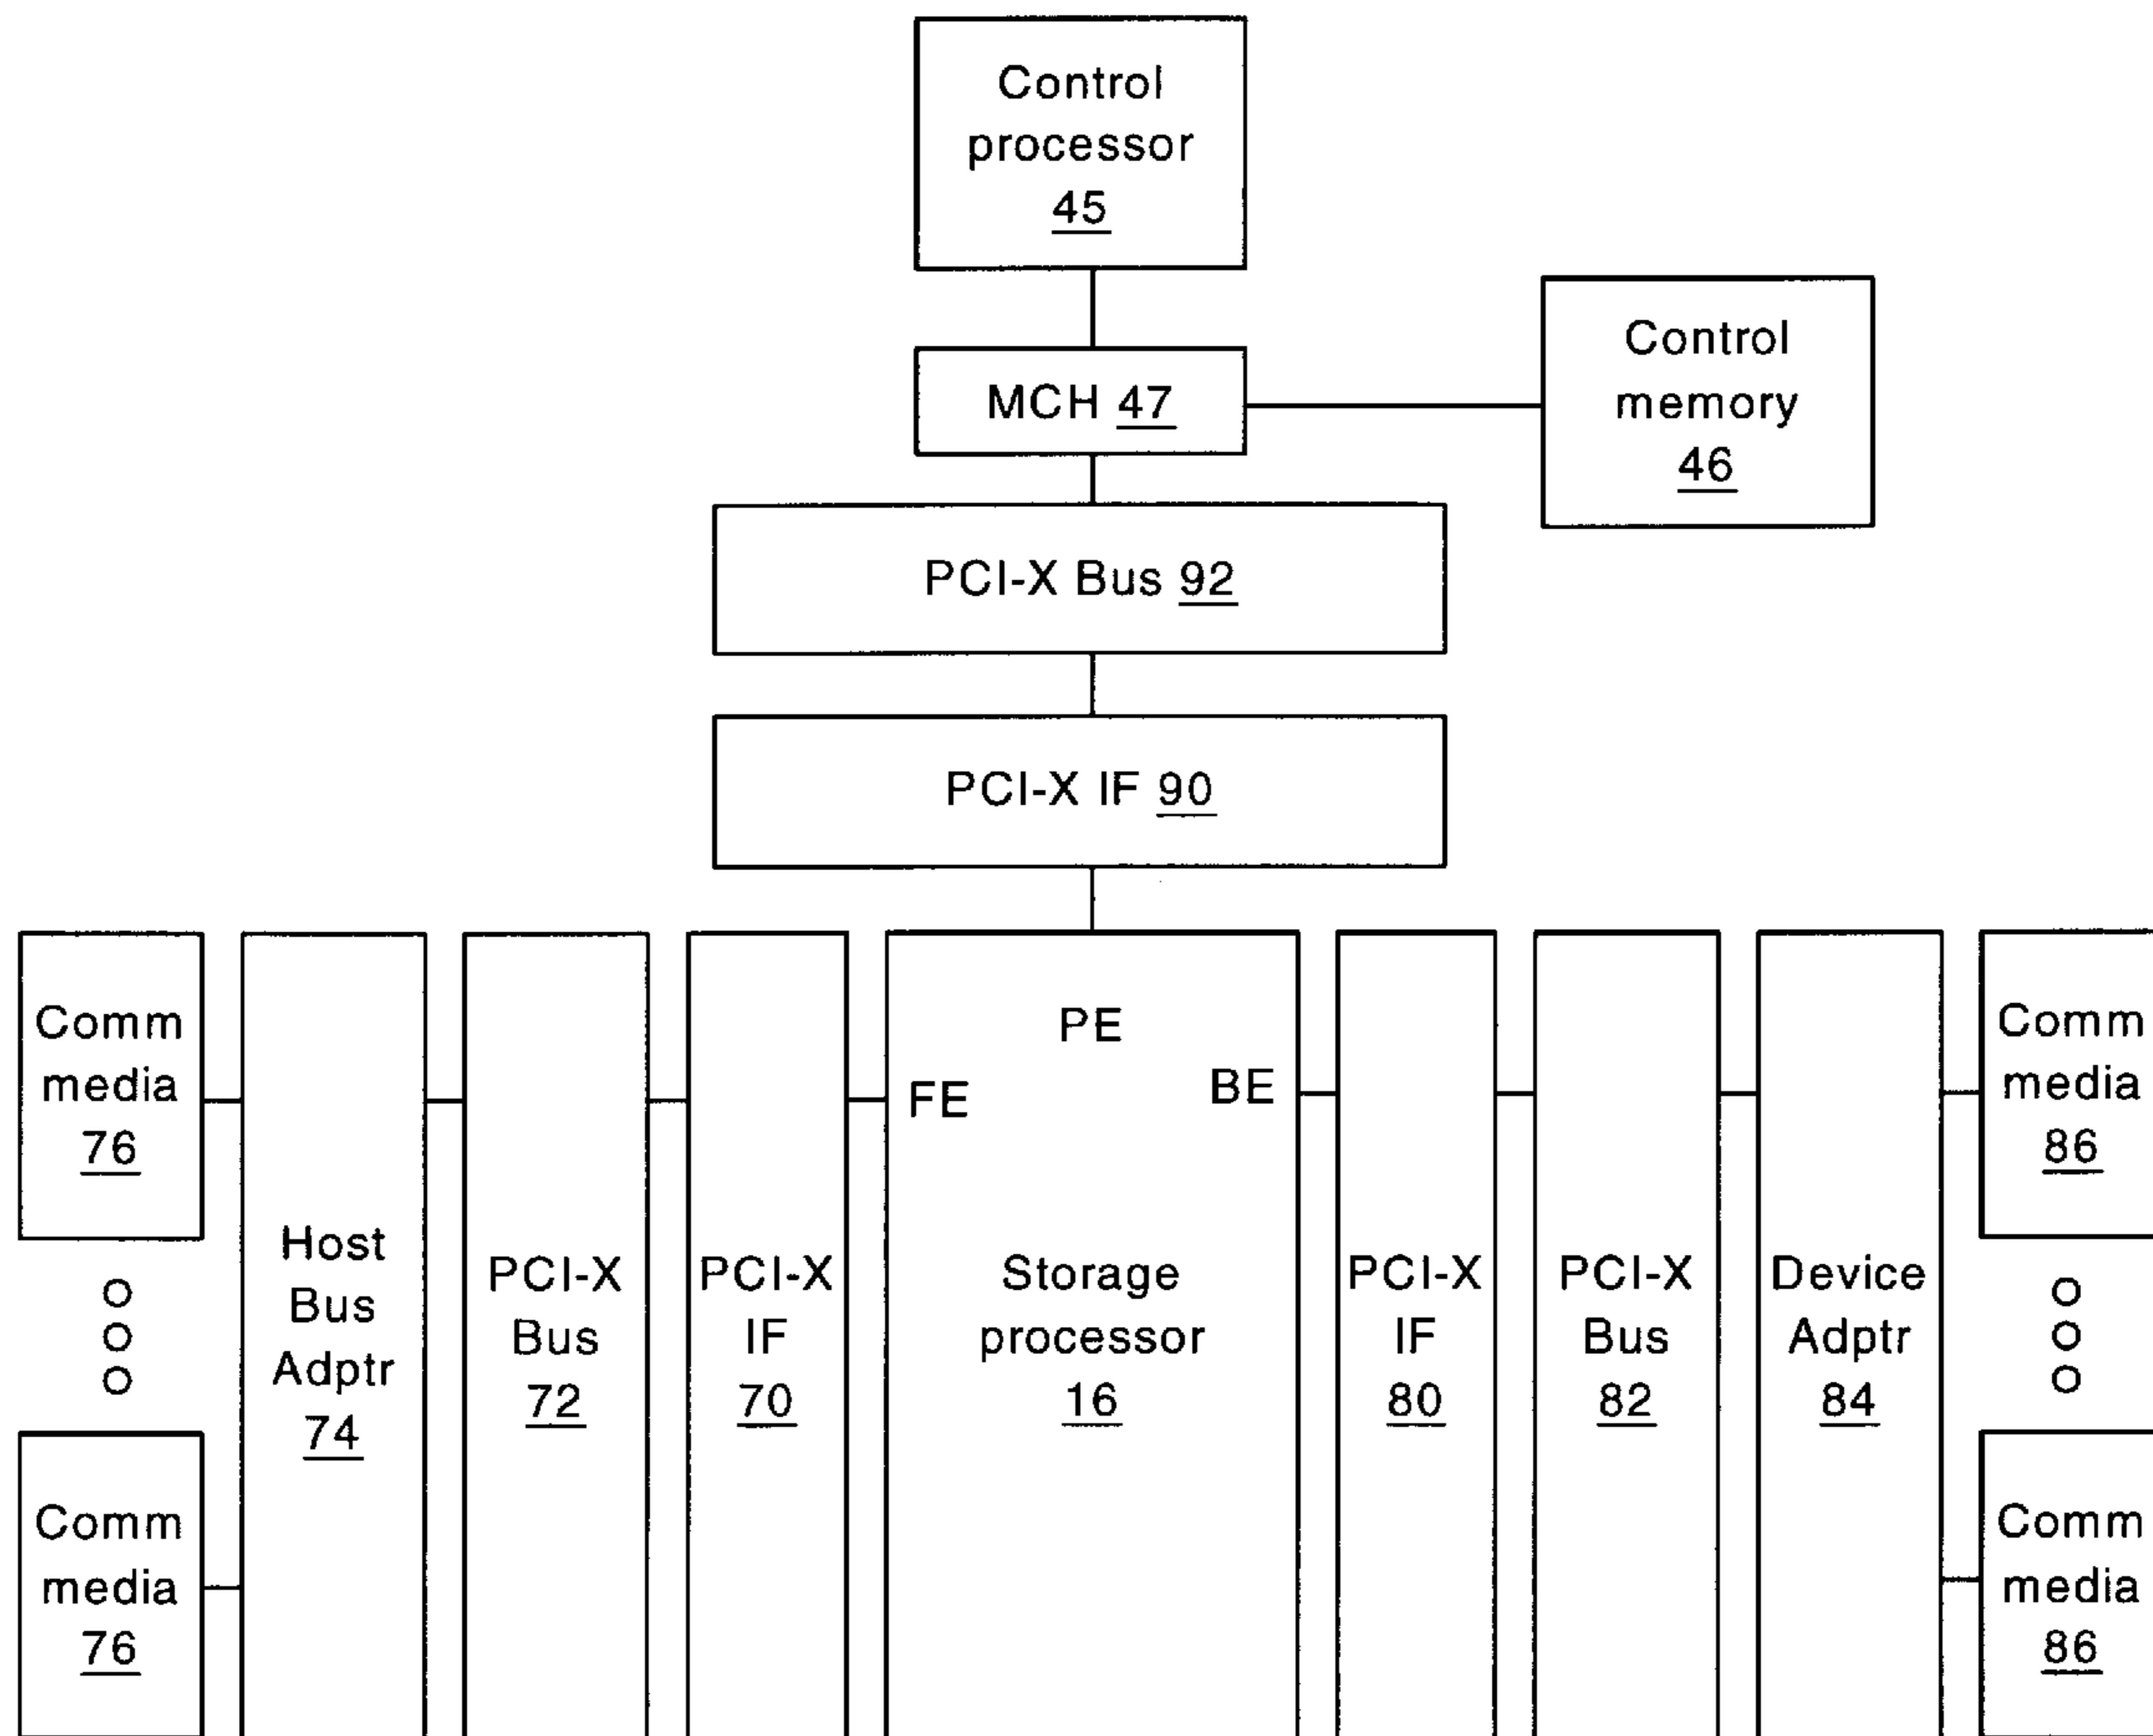 Control
processor
45
MCH 47
Control
memory
46
PCI-X Bus 92
PCI-X IF 90
Comm
media
76
Comm
media
76
Host
Bus
Adptr
74
PCI-X
Bus
72
PCI-X
IF
70
PE
FE
BE
Storage
processor
16
PCI-X
IF
80
PCI-X
Bus
82
Device
Adptr
84
Comm
media
86
Comm
media
86